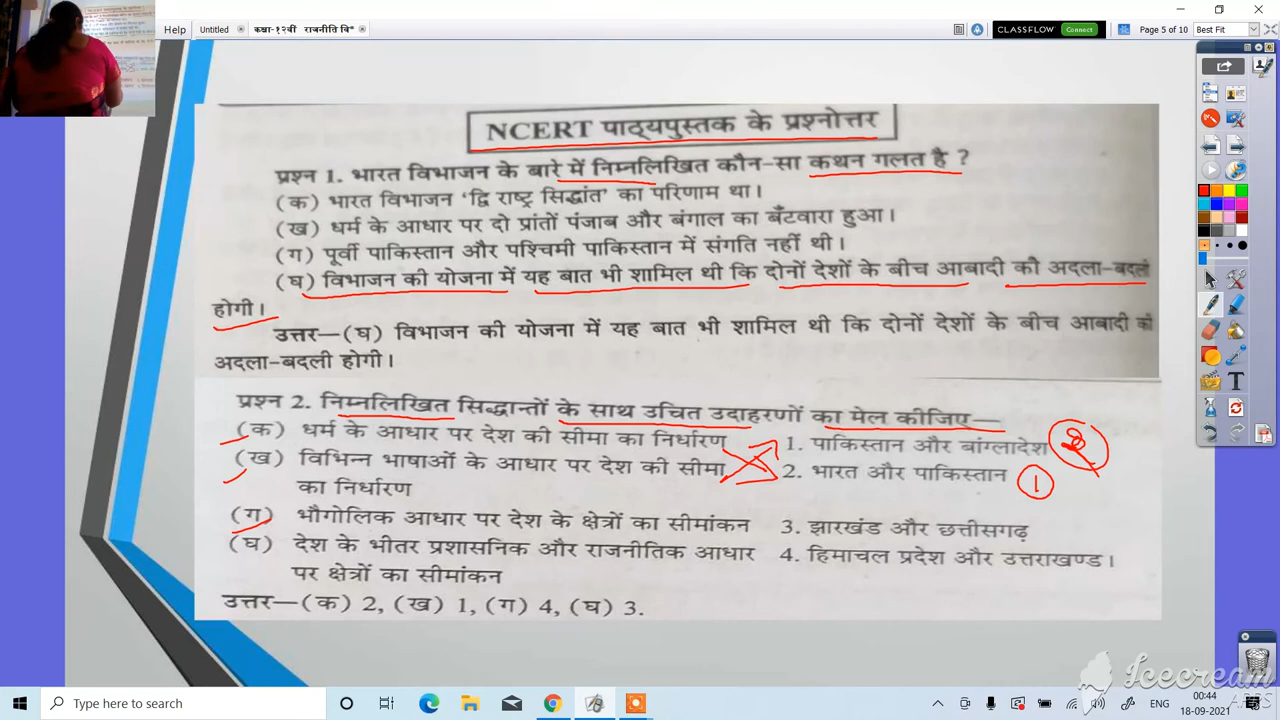 Help Untitled कक्षा-१२वी राजनीति वि* CLASSFLOW Connect Page 5 of 10 Best Fit
NCERT पाठ्यपुस्तक के प्रश्नोत्तर
प्रश्न 1. भारत विभाजन के बारे में निम्नलिखित कौन-सा कथन गलत है ?
(क) भारत विभाजन ‘द्वि राष्ट्र सिद्धांत’ का परिणाम था।
(ख) धर्म के आधार पर दो प्रांतों पंजाब और बंगाल का बँटवारा हुआ।
(ग) पूर्वी पाकिस्तान और पश्चिमी पाकिस्तान में संगति नहीं थी।
(घ) विभाजन की योजना में यह बात भी शामिल थी कि दोनों देशों के बीच आबादी की अदला-बदली
होगी।
उत्तर—(घ) विभाजन की योजना में यह बात भी शामिल थी कि दोनों देशों के बीच आबादी की
अदला-बदली होगी।
प्रश्न 2. निम्नलिखित सिद्धान्तों के साथ उचित उदाहरणों का मेल कीजिए—
(क) धर्म के आधार पर देश की सीमा का निर्धारण 1. पाकिस्तान और बांग्लादेश
(ख) विभिन्न भाषाओं के आधार पर देश की सीमा 2. भारत और पाकिस्तान 1
का निर्धारण
(ग) भौगोलिक आधार पर देश के क्षेत्रों का सीमांकन 3. झारखंड और छत्तीसगढ़
(घ) देश के भीतर प्रशासनिक और राजनीतिक आधार 4. हिमाचल प्रदेश और उत्तराखण्ड।
पर क्षेत्रों का सीमांकन
उत्तर—(क) 2, (ख) 1, (ग) 4, (घ) 3.
Icecream
APPS
Type here to search
ENG
00:44
18-09-2021